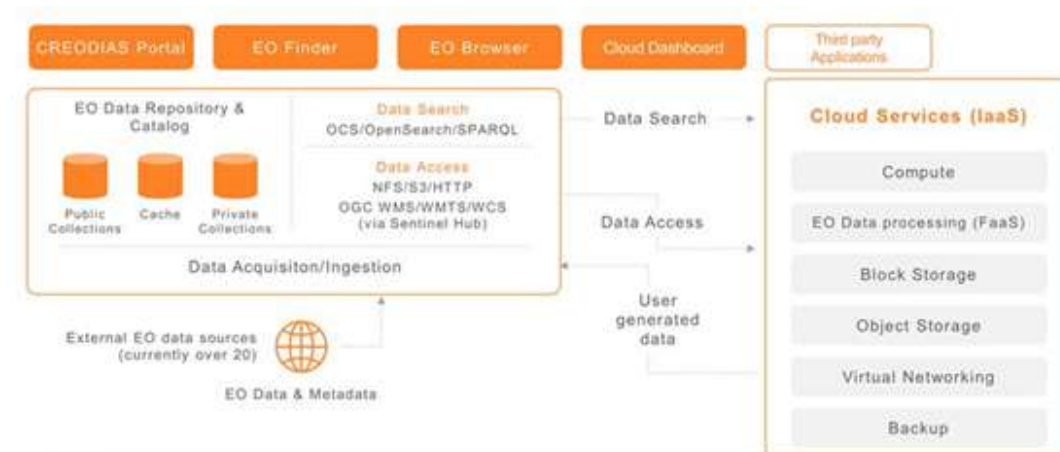 CREODIAS Portal
EO Finder
EO Browser
Cloud Dashboard
Third party
Applications
EO Data Repository &
Catalog
Public
Collections
Cache
Private
Collections
Data Search
OCS/OpenSearch/SPARQL
Data Access
NFS/S3/HTTP
OGC WMS/WMTS/WCS
(via Sentinel Hub)
Data Acquisiton/Ingestion
External EO data sources
(currently over 20)
EO Data & Metadata
Data Search
Data Access
User
generated
data
Cloud Services (IaaS)
Compute
EO Data processing (FaaS)
Block Storage
Object Storage
Virtual Networking
Backup